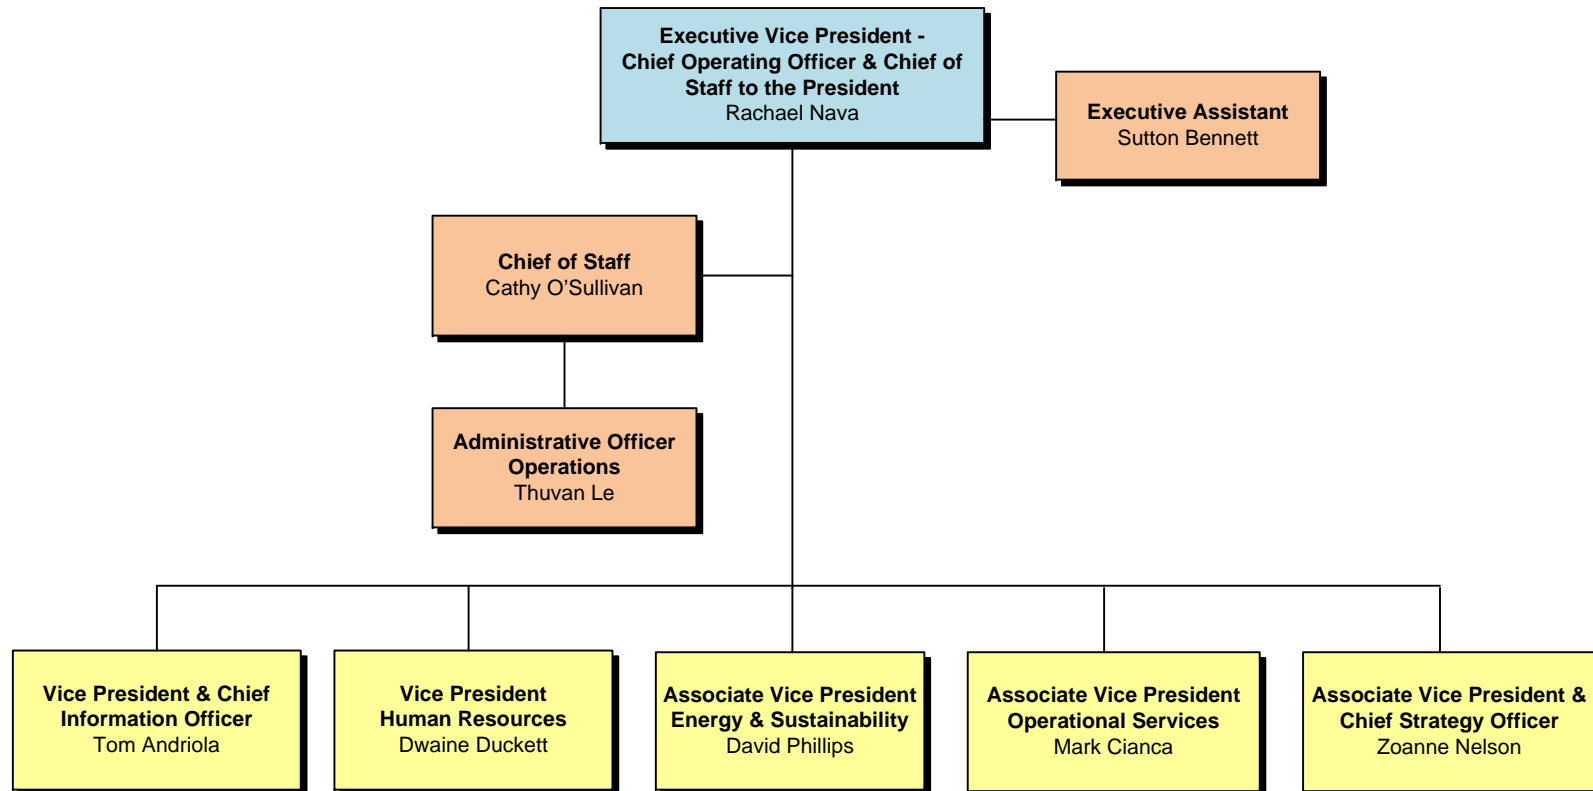 Executive Vice President -
Chief Operating Officer & Chief of
Staff to the President
Rachael Nava
Executive Assistant
Sutton Bennett
Chief of Staff
Cathy O’Sullivan
Administrative Officer
Operations
Thuvan Le
Vice President & Chief
Information Officer
Tom Andriola
Vice President
Human Resources
Dwaine Duckett
Associate Vice President
Energy & Sustainability
David Phillips
Associate Vice President
Operational Services
Mark Cianca
Associate Vice President &
Chief Strategy Officer
Zoanne Nelson